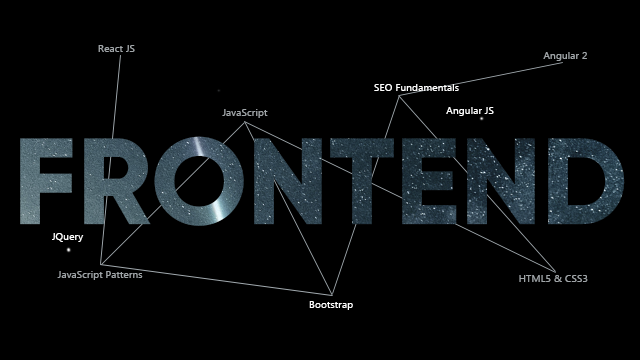 React JS
Angular 2
SEO Fundamentals
JavaScript
Angular JS
FRONTEND
JQuery
JavaScript Patterns
HTML5 & CSS3
Bootstrap